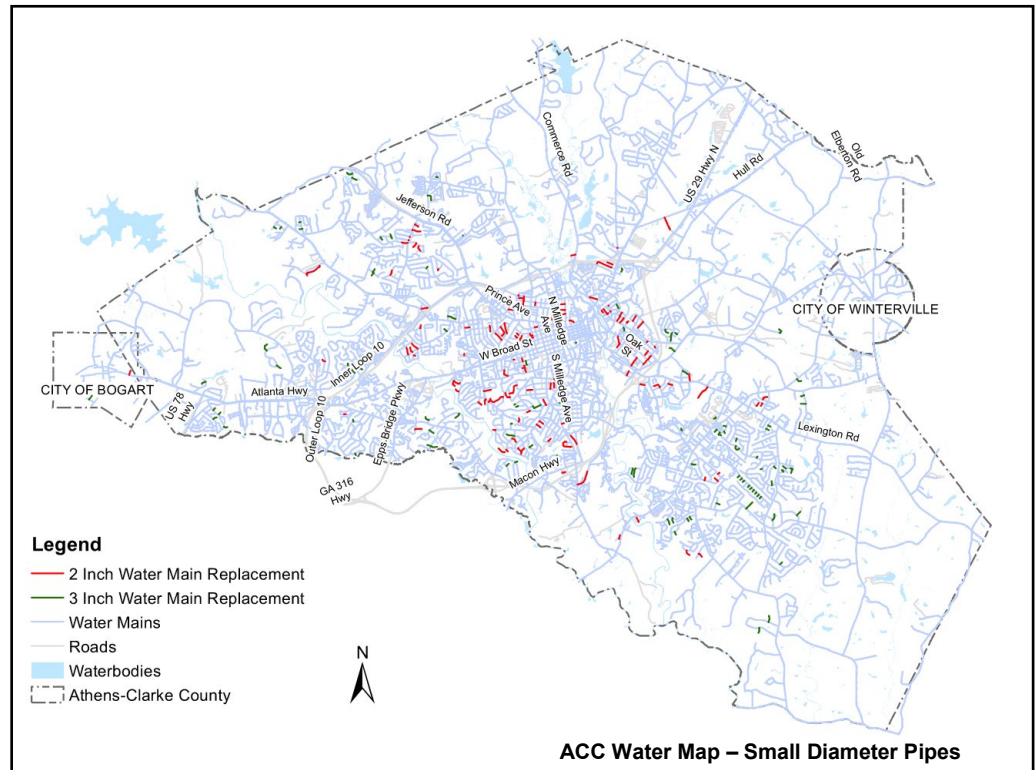 Commerce Rd
US 29 Hwy N
Hull Rd
Old
Elberton Rd
Jefferson Rd
Prince Ave
N Milledge
Ave
CITY OF WINTERVILLE
Oak
St
W Broad St
Inner Loop 10
S Milledge Ave
CITY OF BOGART
Atlanta Hwy
US 78
Hwy
Outer Loop 10
Epps Bridge Pkwy
Lexington Rd
Macon Hwy
GA 316
Hwy
Legend
2 Inch Water Main Replacement
3 Inch Water Main Replacement
Water Mains
Roads
Waterbodies
Athens-Clarke County
N
ACC Water Map – Small Diameter Pipes